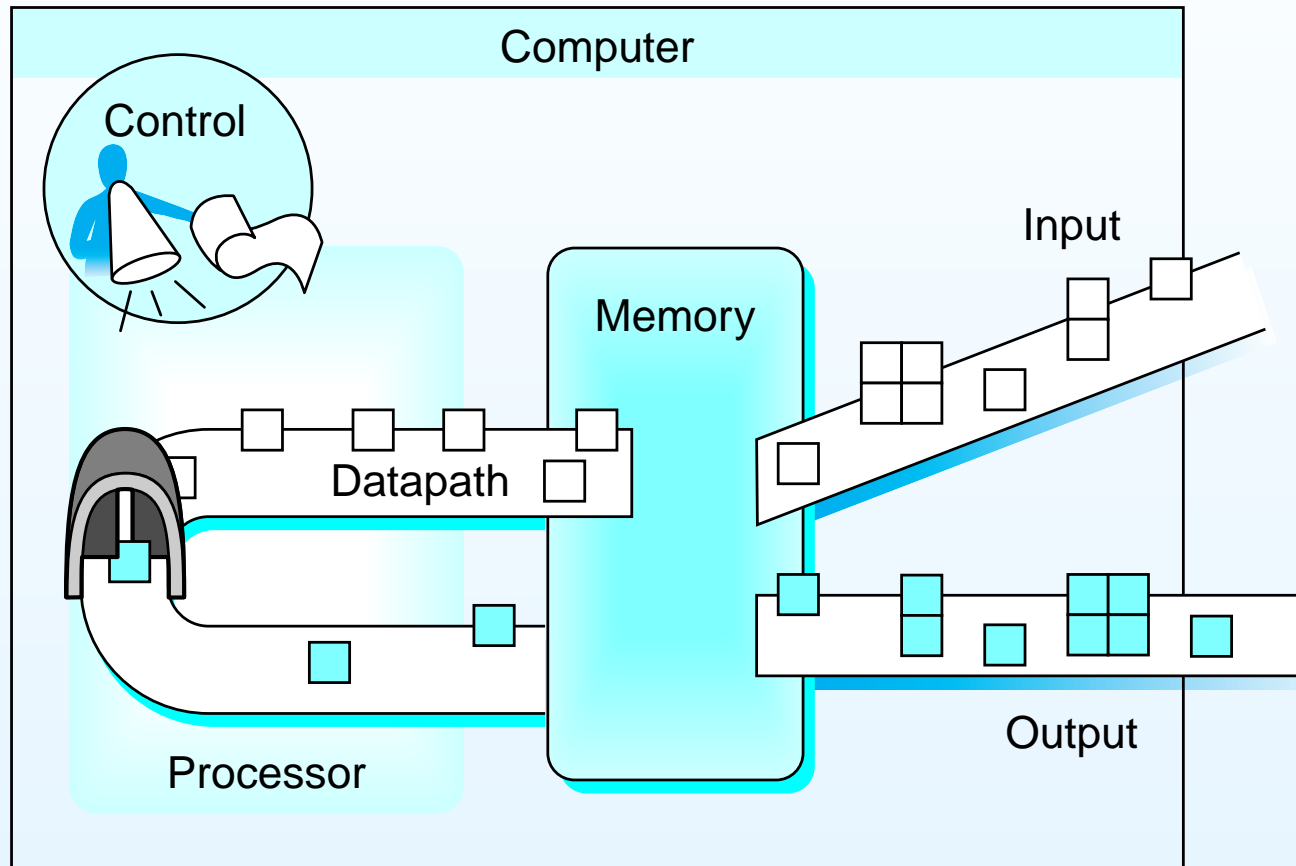 Computer
Control
Input
Memory
Datapath
Output
Processor